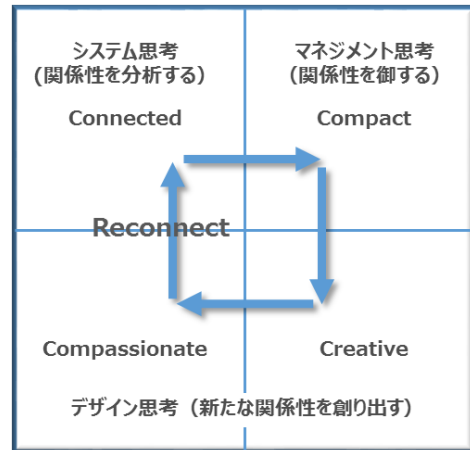 システム思考
(関係性を分析する)
Connected
マネジメント思考
(関係性を御する)
Compact
Reconnect
Compassionate
Creative
デザイン思考 (新たな関係性を創り出す)